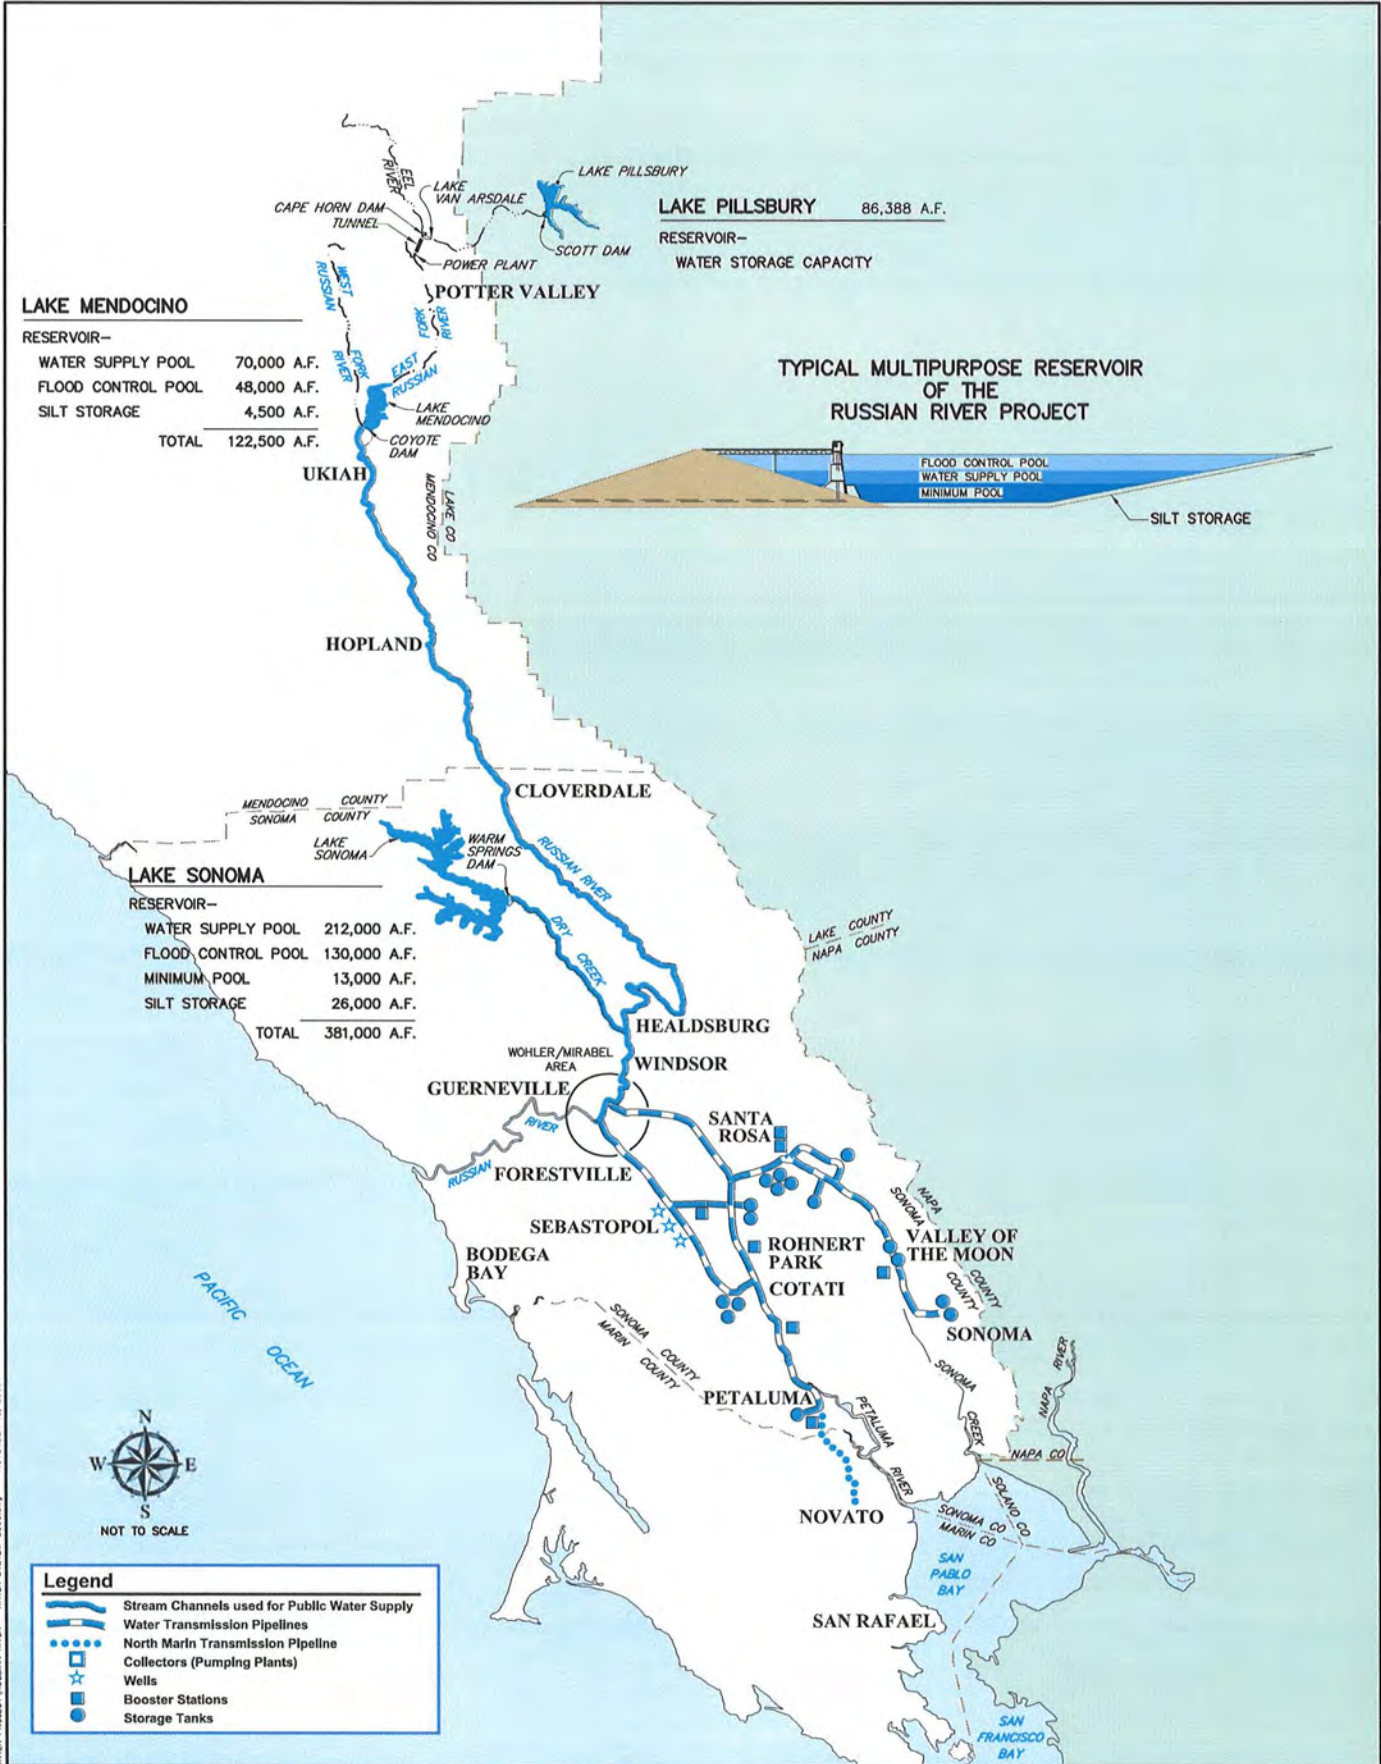 EEL
RIVER
LAKE
VAN ARSDALE
LAKE PILLSBURY
CAPE HORN DAM
TUNNEL
SCOTT DAM
POWER PLANT
LAKE PILLSBURY 86,388 A.F.
RESERVOIR–
WATER STORAGE CAPACITY
WEST FORK
RUSSIAN RIVER
POTTER VALLEY
EAST FORK
RUSSIAN RIVER
LAKE MENDOCINO
RESERVOIR–
WATER SUPPLY POOL 70,000 A.F.
FLOOD CONTROL POOL 48,000 A.F.
SILT STORAGE 4,500 A.F.
TOTAL 122,500 A.F.
LAKE
MENDOCINO
COYOTE
DAM
UKIAH
LAKE CO
MENDOCINO CO
TYPICAL MULTIPURPOSE RESERVOIR
OF THE
RUSSIAN RIVER PROJECT
FLOOD CONTROL POOL
WATER SUPPLY POOL
MINIMUM POOL
SILT STORAGE
HOPLAND
CLOVERDALE
MENDOCINO COUNTY
SONOMA COUNTY
LAKE
SONOMA
WARM
SPRINGS
DAM
RUSSIAN RIVER
DRY CREEK
LAKE SONOMA
RESERVOIR–
WATER SUPPLY POOL 212,000 A.F.
FLOOD CONTROL POOL 130,000 A.F.
MINIMUM POOL 13,000 A.F.
SILT STORAGE 26,000 A.F.
TOTAL 381,000 A.F.
LAKE COUNTY
NAPA COUNTY
HEALDSBURG
WOHLER/MIRABEL
AREA
WINDSOR
GUERNEVILLE
RUSSIAN RIVER
FORESTVILLE
SANTA
ROSA
SEBASTOPOL
NAPA COUNTY
SONOMA COUNTY
VALLEY OF
THE MOON
ROHNERT
PARK
BODEGA
BAY
COTATI
SONOMA
SONOMA COUNTY
MARIN COUNTY
PACIFIC
OCEAN
SONOMA
CREEK
NAPA RIVER
PETALUMA
PETALUMA
RIVER
NAPA CO
SOLANO CO
SONOMA CO
MARIN CO
NOVATO
SAN
PABLO
BAY
SAN RAFAEL
SAN
FRANCISCO
BAY
N
W E
S
NOT TO SCALE
Legend
Stream Channels used for Public Water Supply
Water Transmission Pipelines
North Marin Transmission Pipeline
Collectors (Pumping Plants)
Wells
Booster Stations
Storage Tanks